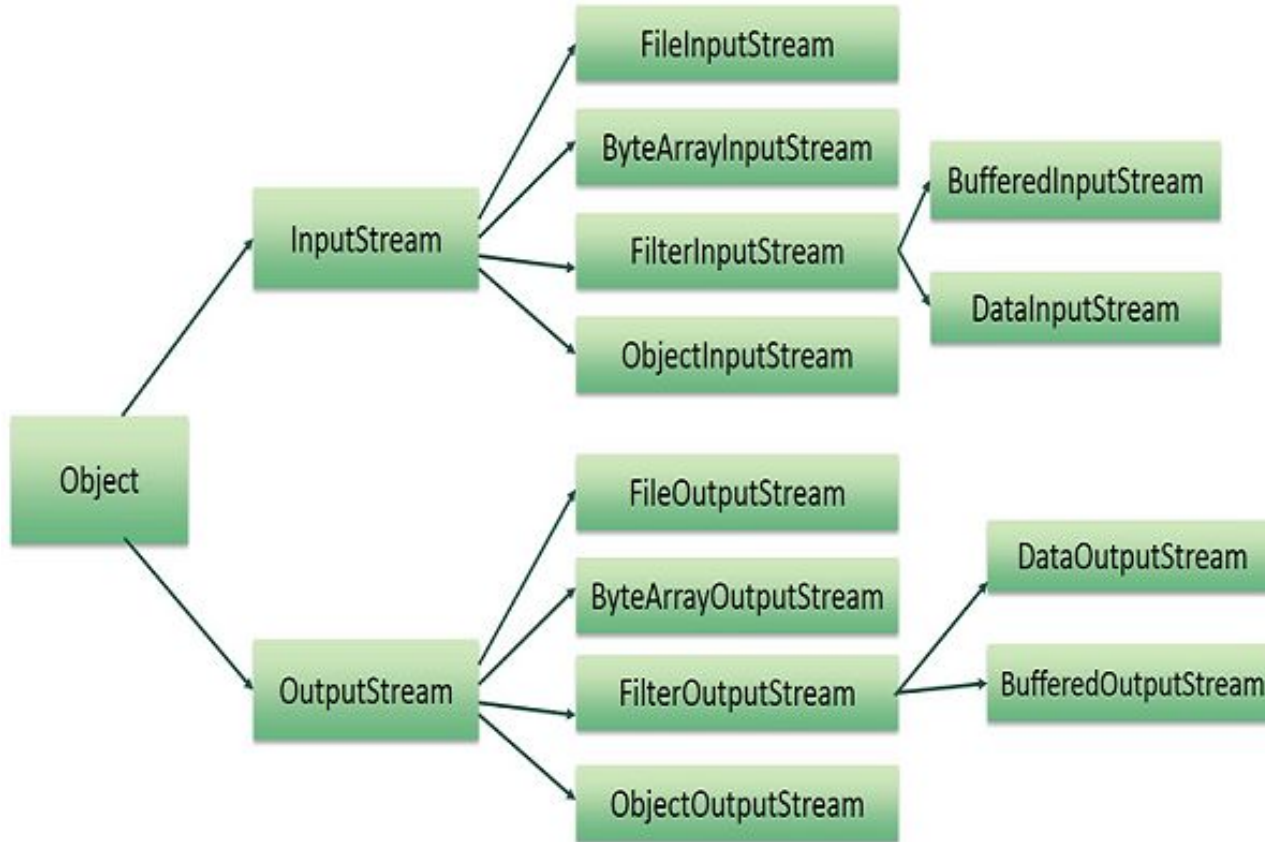 FileInputStream
ByteArrayInputStream
BufferedInputStream
InputStream
FilterInputStream
DataInputStream
ObjectInputStream
Object
FileOutputStream
DataOutputStream
ByteArrayOutputStream
OutputStream
FilterOutputStream
BufferedOutputStream
ObjectOutputStream